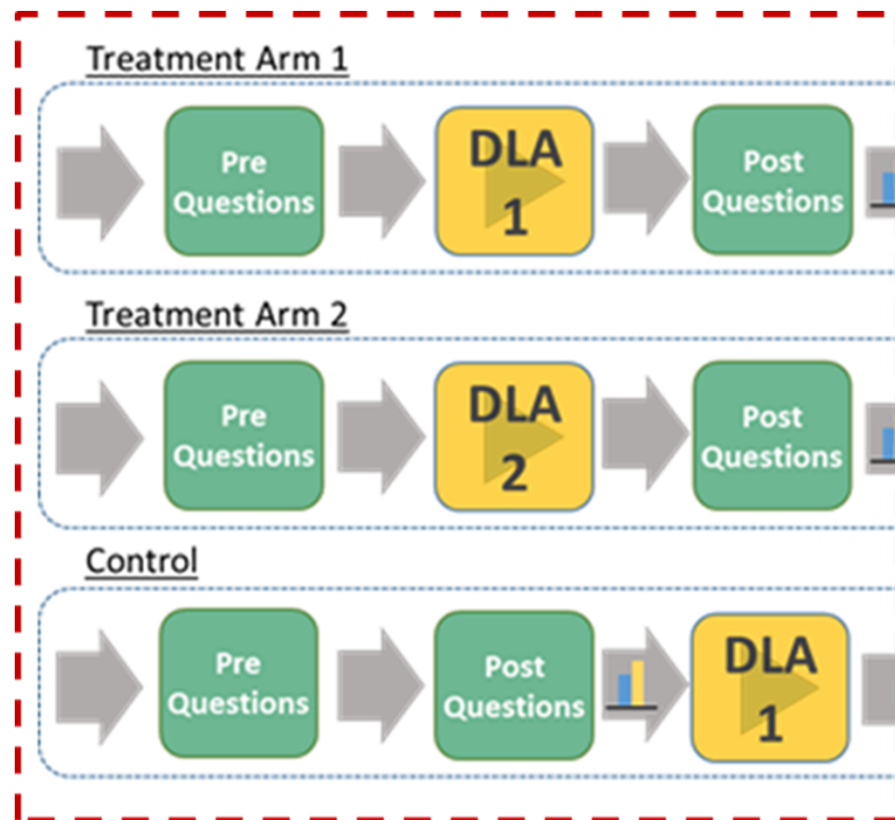 Treatment Arm 1
Pre
Questions
DLA
1
Post
Questions
Treatment Arm 2
Pre
Questions
DLA
2
Post
Questions
Control
Pre
Questions
Post
Questions
DLA
1